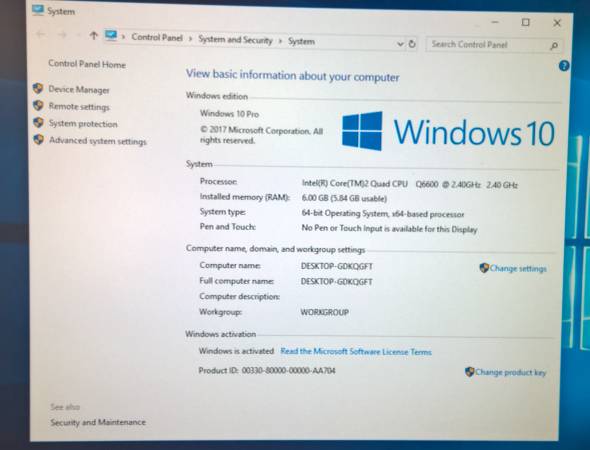 System
Control Panel > System and Security > System
Search Control Panel
Control Panel Home
Device Manager
Remote settings
System protection
Advanced system settings
View basic information about your computer
Windows edition
Windows 10 Pro
© 2017 Microsoft Corporation. All
rights reserved.
Windows 10
System
Processor: Intel(R) Core(TM)2 Quad CPU Q6600 @ 2.40GHz 2.40 GHz
Installed memory (RAM): 6.00 GB (5.84 GB usable)
System type: 64-bit Operating System, x64-based processor
Pen and Touch: No Pen or Touch Input is available for this Display
Computer name, domain, and workgroup settings
Computer name: DESKTOP-GDKQGFT
Change settings
Full computer name: DESKTOP-GDKQGFT
Computer description:
Workgroup: WORKGROUP
Windows activation
Windows is activated Read the Microsoft Software License Terms
Product ID: 00330-80000-00000-AA704
Change product key
See also
Security and Maintenance